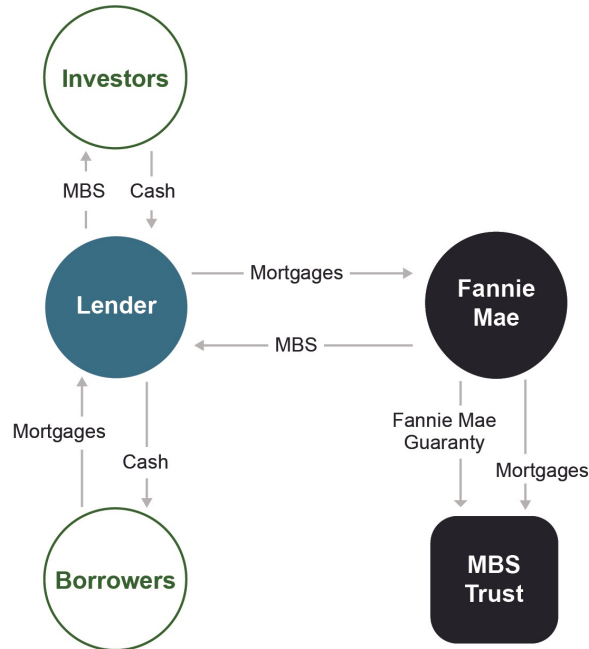 Investors
MBS
Cash
Lender
Mortgages
Fannie
Mae
MBS
Mortgages
Cash
Fannie Mae
Guaranty
Mortgages
Borrowers
MBS
Trust